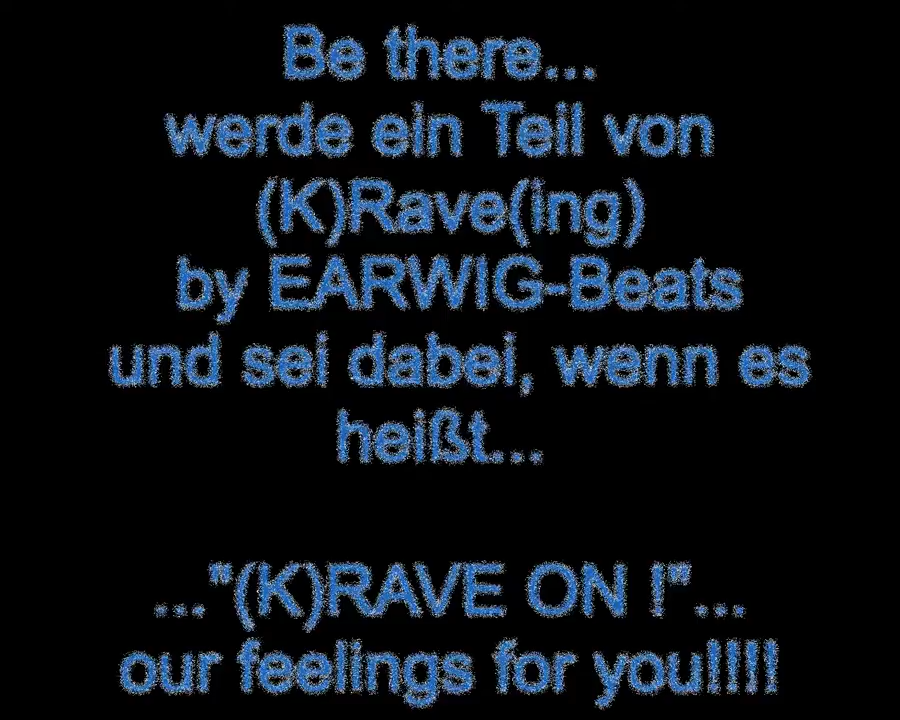 Be there...
werde ein Teil von
(K)Rave(ing)
by EARWIG-Beats
und sei dabei, wenn es
heißt...
..."(K)RAVE ON !"...
our feelings for you!!!!